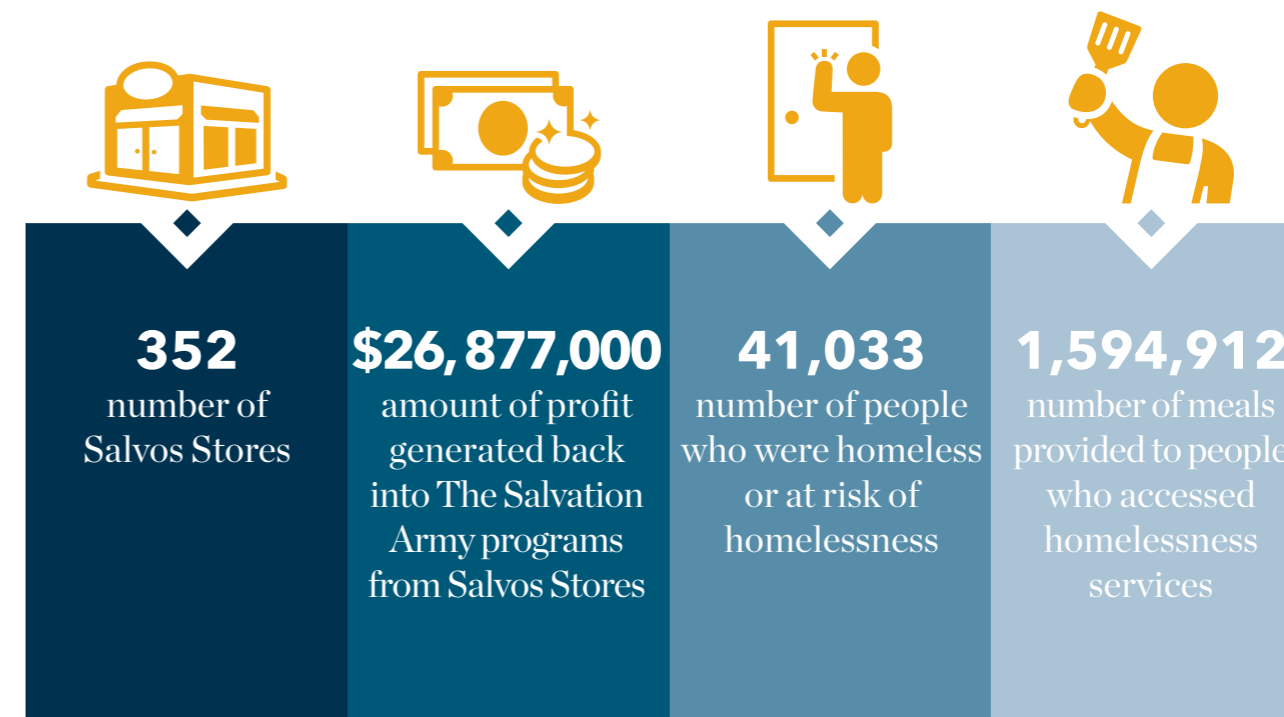 352
number of
Salvos Stores
$26,877,000
amount of profit
generated back
into The Salvation
Army programs
from Salvos Stores
41,033
number of people
who were homeless
or at risk of
homelessness
1,594,912
number of meals
provided to people
who accessed
homelessness
services